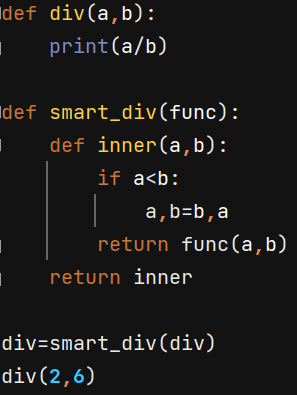 def div(a,b):
    print(a/b)
def smart_div(func):
    def inner(a,b):
        if a<b:
            a,b=b,a
        return func(a,b)
    return inner
div=smart_div(div)
div(2,6)